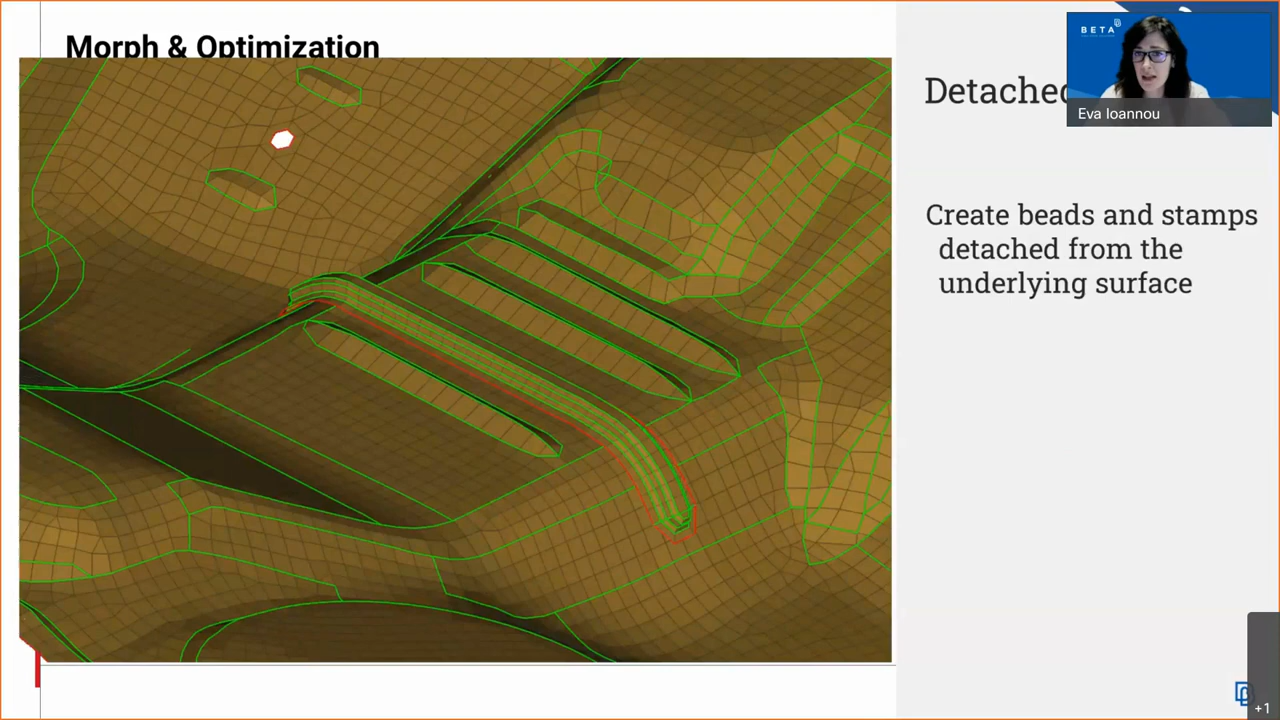 Morph & Optimization
Detached
BETA
Eva Ioannou
Create beads and stamps
detached from the
underlying surface
+1